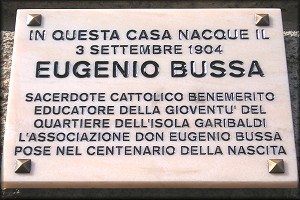 IN QUESTA CASA NACQUE IL
3 SETTEMBRE 1904
EUGENIO BUSSA
SACERDOTE CATTOLICO BENEMERITO
EDUCATORE DELLA GIOVENTU' DEL
QUARTIERE DELL'ISOLA GARIBALDI
L'ASSOCIAZIONE DON EUGENIO BUSSA
POSE NEL CENTENARIO DELLA NASCITA